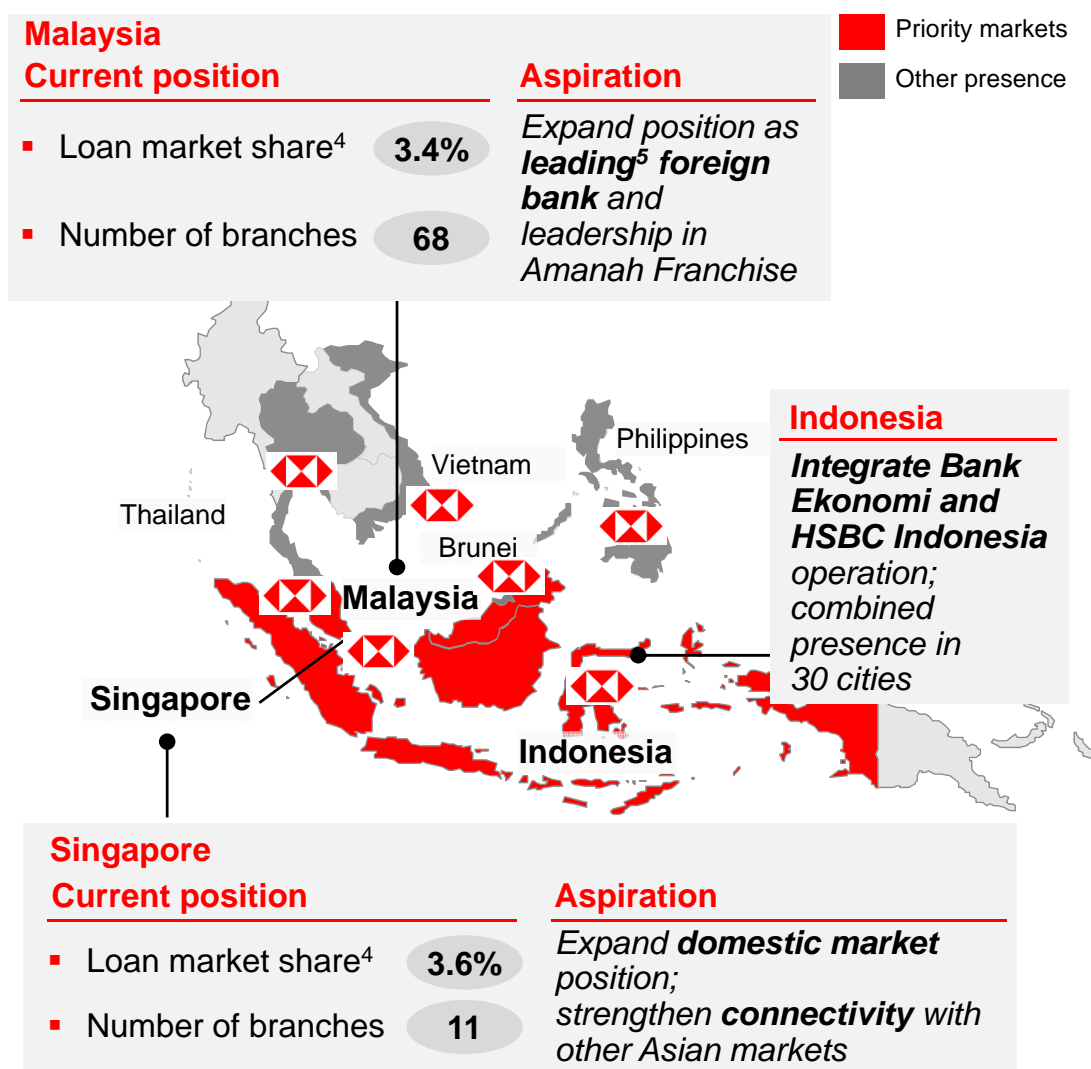 Malaysia
Current position
Aspiration
▪ Loan market share4 3.4%
▪ Number of branches 68
Expand position as
leading5 foreign
bank and
leadership in
Amanah Franchise
Priority markets
Other presence
Philippines
Vietnam
Thailand
Brunei
Malaysia
Singapore
Indonesia
Indonesia
Integrate Bank
Ekonomi and
HSBC Indonesia
operation;
combined
presence in
30 cities
Singapore
Current position
Aspiration
▪ Loan market share4 3.6%
▪ Number of branches 11
Expand domestic market
position;
strengthen connectivity with
other Asian markets